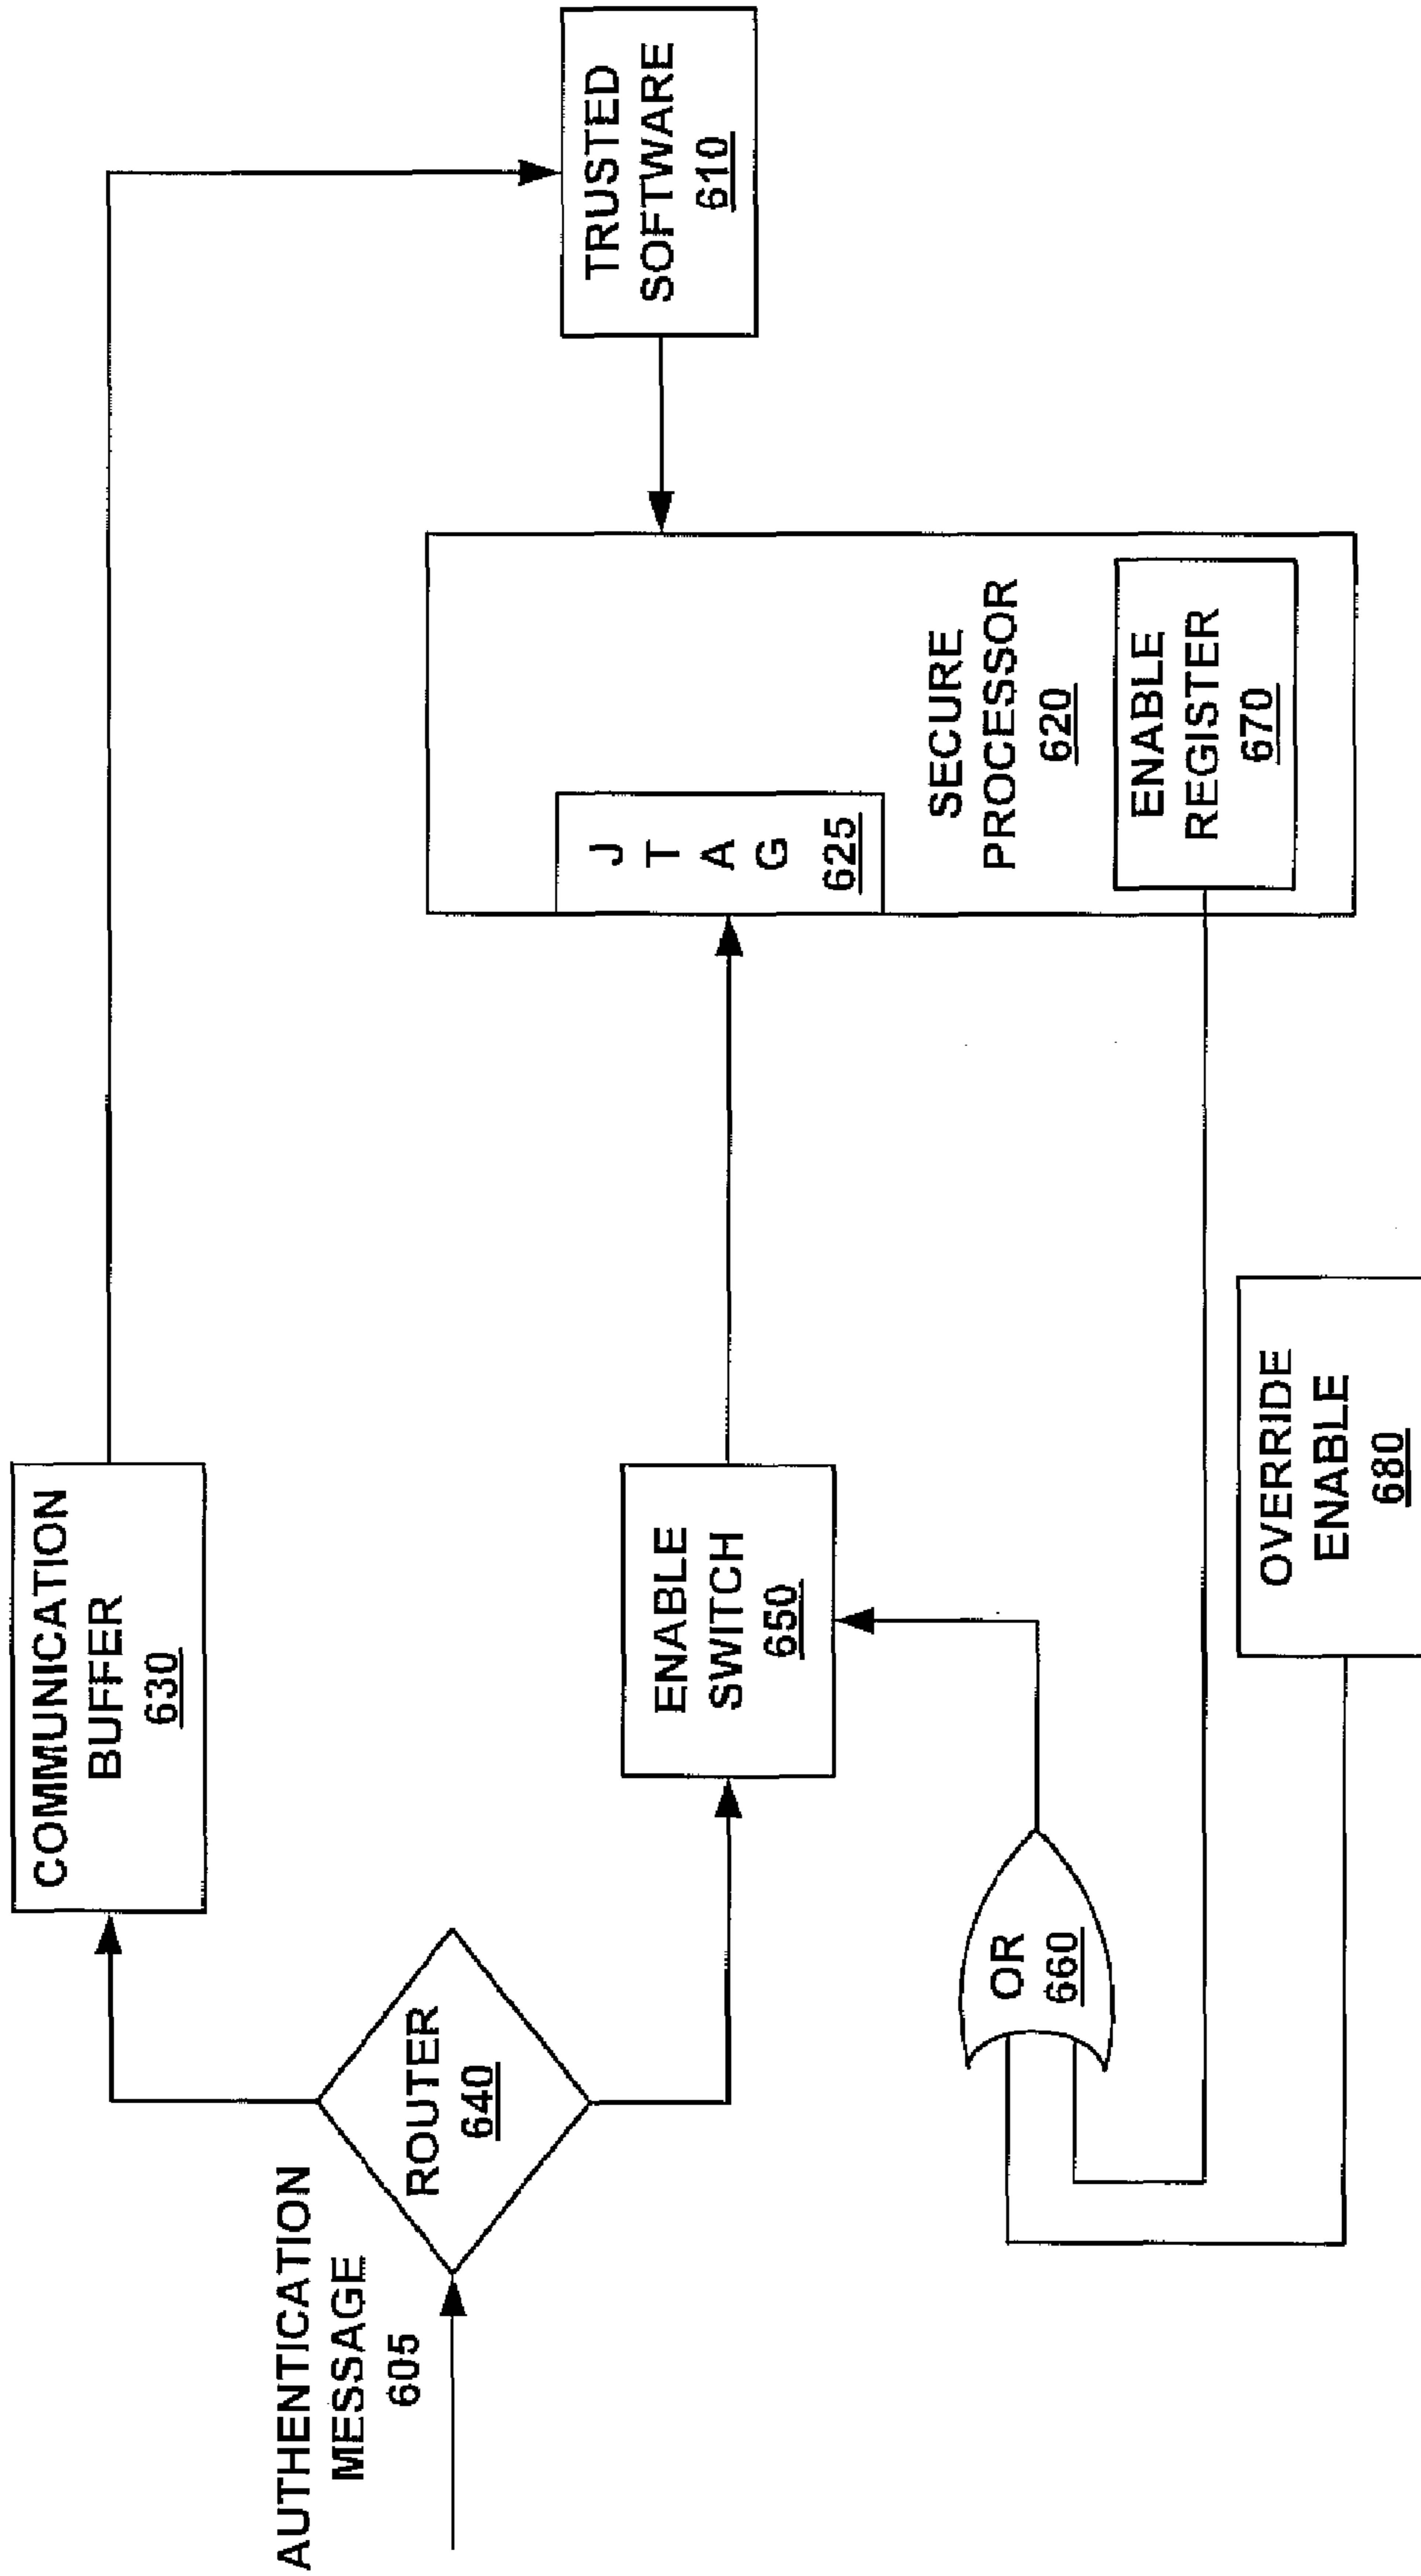 COMMUNICATION
BUFFER
630
AUTHENTICATION
MESSAGE
605
ROUTER
640
ENABLE
SWITCH
650
J
T
A
G
625
SECURE
PROCESSOR
620
ENABLE
REGISTER
670
TRUSTED
SOFTWARE
610
OR
660
OVERRIDE
ENABLE
680